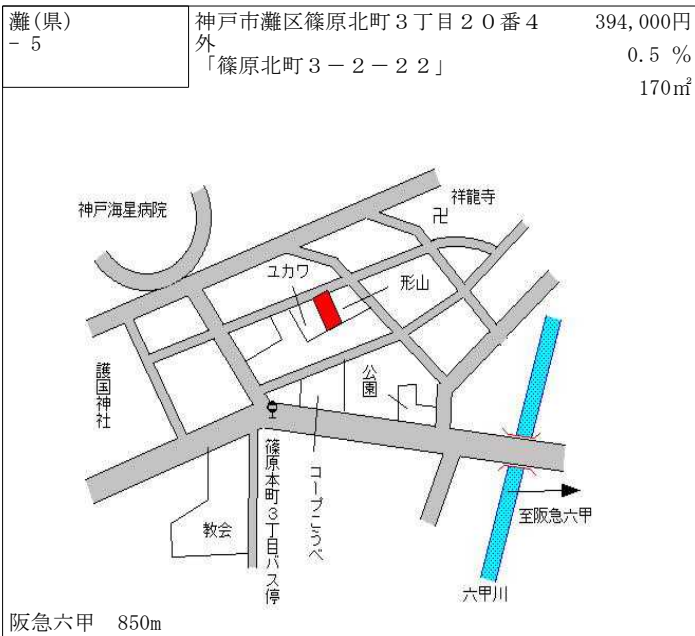 灘(県)
- 5
神戸市灘区篠原北町３丁目２０番４
外
「篠原北町３－２－２２」
394,000円
0.5 %
170㎡
神戸海星病院
祥龍寺
卍
ユカワ
形山
護国神社
公園
篠原本町３丁目バス停
コープこうべ
教会
至阪急六甲
六甲川
阪急六甲 850m